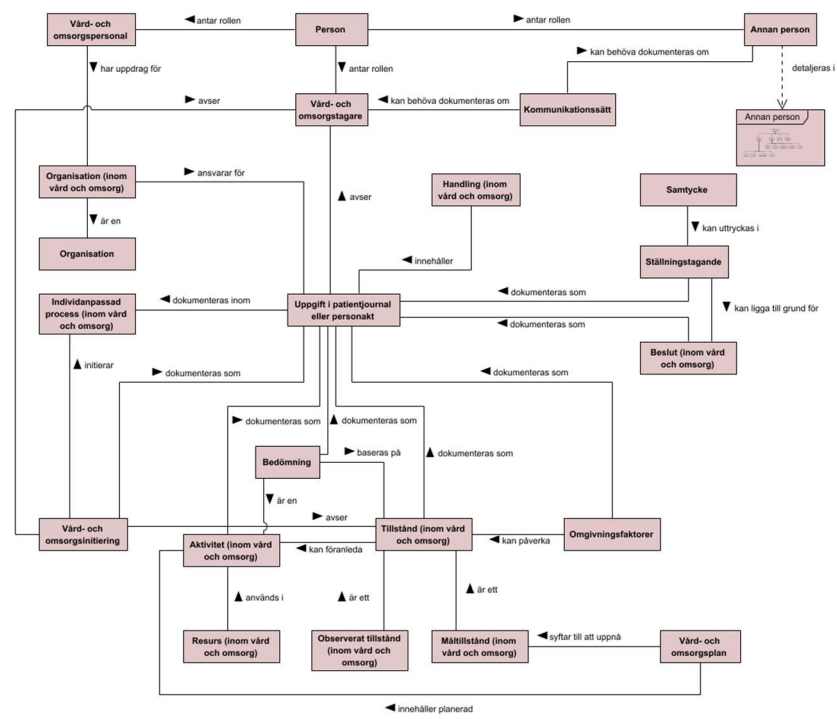 Vård- och
omsorgspersonal
antar rollen
Person
antar rollen
Annan person
kan behöva dokumenteras om
har uppdrag för
antar rollen
detaljeras i
avser
Vård- och
omsorgstagare
kan behöva dokumenteras om
Kommunikationssätt
Annan person
Organisation (inom
vård och omsorg)
ansvarar för
avser
Handling (inom
vård och omsorg)
Samtycke
är en
kan uttryckas i
Organisation
innehåller
Ställningstagande
Individanpassad
process (inom vård
och omsorg)
dokumenteras inom
Uppgift i patientjournal
eller personakt
dokumenteras som
kan ligga till grund för
dokumenteras som
Beslut (inom vård
och omsorg)
initierar
dokumenteras som
dokumenteras som
dokumenteras som
dokumenteras som
dokumenteras som
Bedömning
baseras på
är en
avser
Vård- och
omsorgsinitiering
Aktivitet (inom vård
och omsorg)
kan föranleda
Tillstånd (inom vård
och omsorg)
kan påverka
Omgivningsfaktorer
används i
är ett
är ett
Resurs (inom vård
och omsorg)
Observerat tillstånd
(inom vård och
omsorg)
Måltillstånd (inom
vård och omsorg)
syftar till att uppnå
Vård- och
omsorgsplan
innehåller planerad